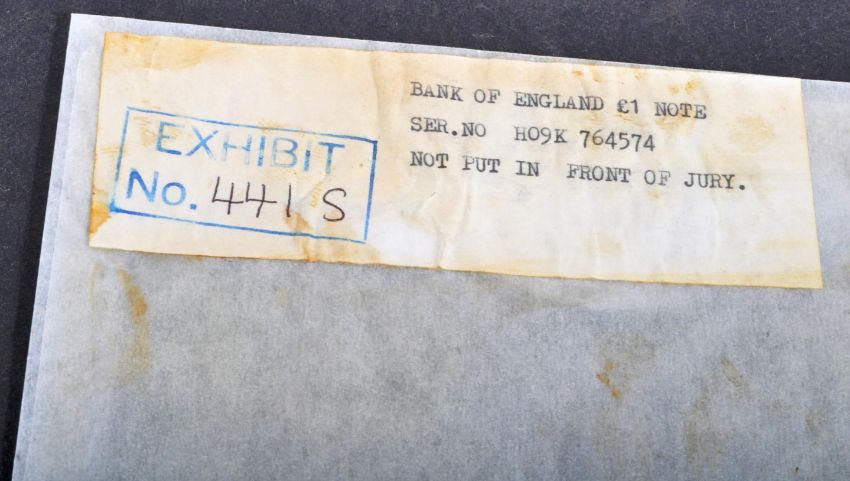 EXHIBIT
No. 441 S
BANK OF ENGLAND £1 NOTE
SER.NO H09K 764574
NOT PUT IN FRONT OF JURY.